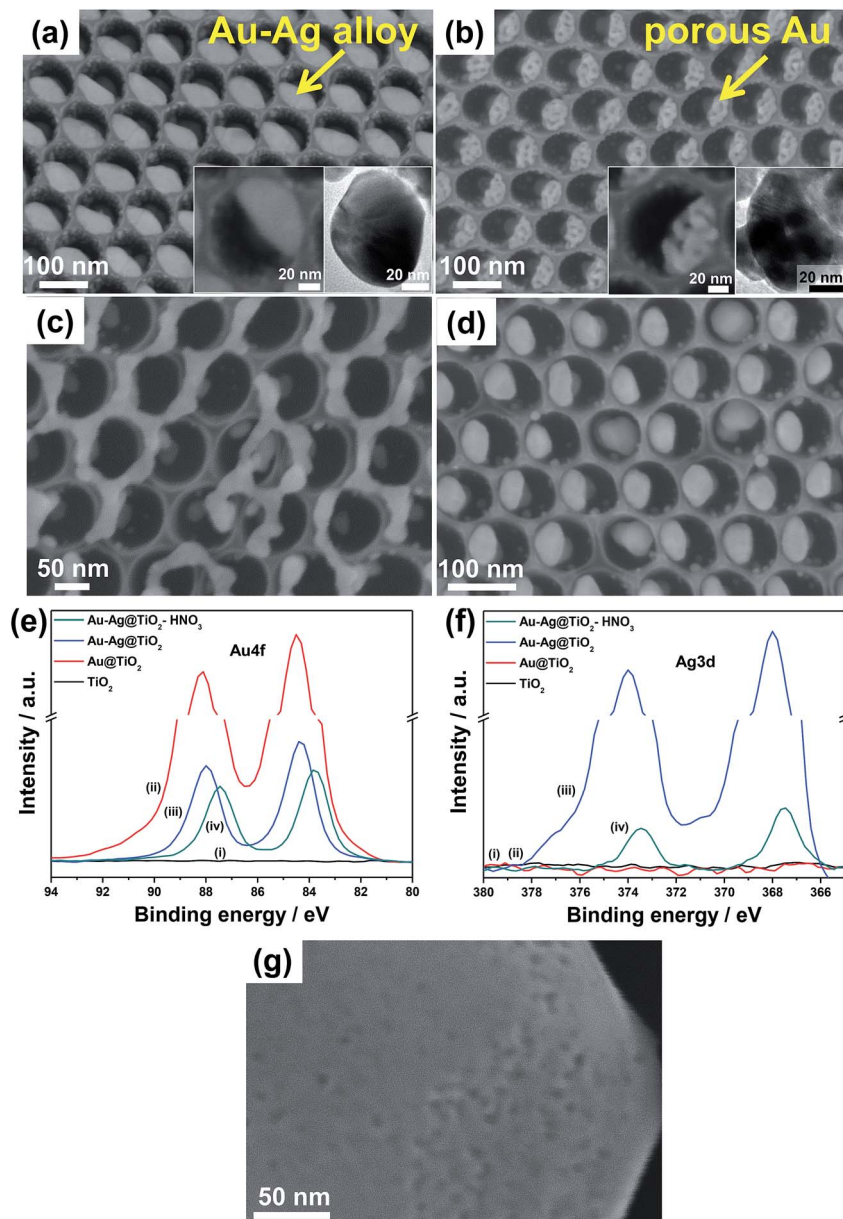 (a)
Au-Ag alloy
100 nm
20 nm
20 nm
(b)
porous Au
100 nm
20 nm
20 nm
(c)
50 nm
(d)
100 nm
(e)
Au-Ag@TiO₂- HNO₃
Au-Ag@TiO₂
Au@TiO₂
TiO₂
Au4f
Intensity / a.u.
(ii)
(iii)
(iv)
(i)
94 92 90 88 86 84 82 80
Binding energy / eV
(f)
Au-Ag@TiO₂- HNO₃
Au-Ag@TiO₂
Au@TiO₂
TiO₂
Ag3d
Intensity / a.u.
(iii)
(iv)
(i) (ii)
380 378 376 374 372 370 368 366
Binding energy / eV
(g)
50 nm